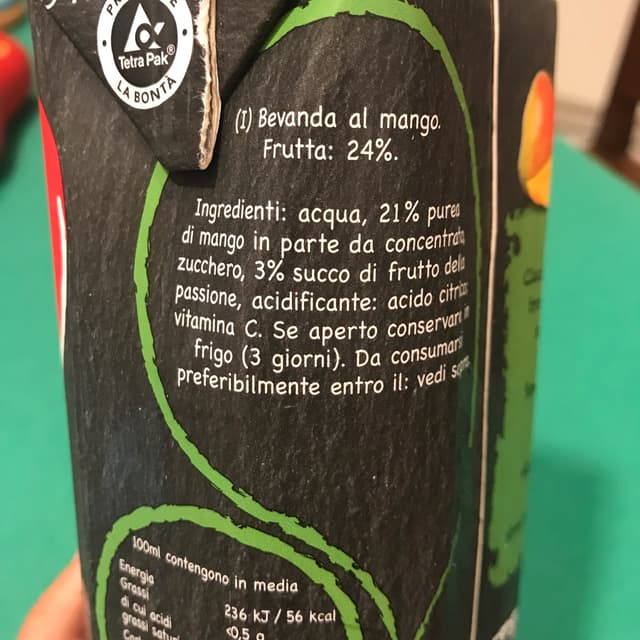 Tetra Pak®
LA BONTÀ
(I) Bevanda al mango.
Frutta: 24%.
Ingredienti: acqua, 21% purea
di mango in parte da concentrato,
zucchero, 3% succo di frutto della
passione, acidificante: acido citrico,
vitamina C. Se aperto conservare in
frigo (3 giorni). Da consumarsi
preferibilmente entro il: vedi sopra.
100ml contengono in media
Energia 236 kJ / 56 kcal
Grassi <0,5 g
di cui acidi
grassi